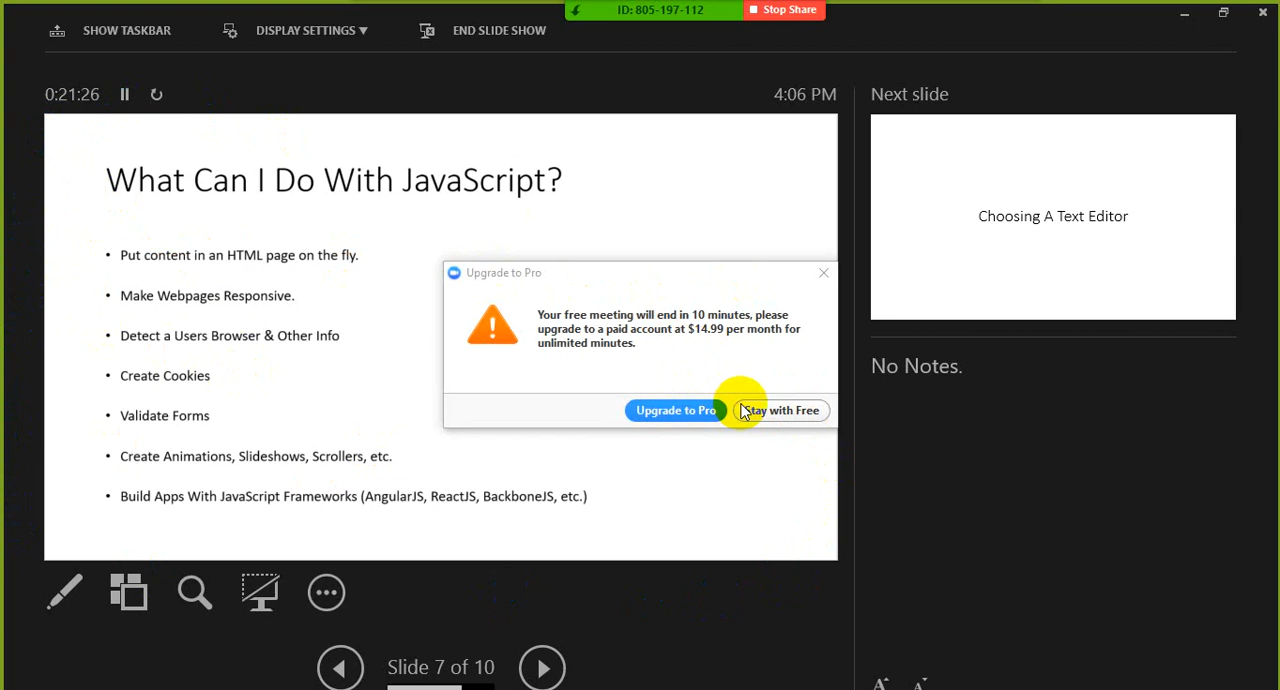 ID: 805-197-112 Stop Share
SHOW TASKBAR DISPLAY SETTINGS ▼ END SLIDE SHOW
0:21:26 4:06 PM
What Can I Do With JavaScript?
• Put content in an HTML page on the fly.
• Make Webpages Responsive.
• Detect a Users Browser & Other Info
• Create Cookies
• Validate Forms
• Create Animations, Slideshows, Scrollers, etc.
• Build Apps With JavaScript Frameworks (AngularJS, ReactJS, BackboneJS, etc.)
Upgrade to Pro
Your free meeting will end in 10 minutes, please
upgrade to a paid account at $14.99 per month for
unlimited minutes.
Upgrade to Pro Stay with Free
Slide 7 of 10
Next slide
Choosing A Text Editor
No Notes.
A A